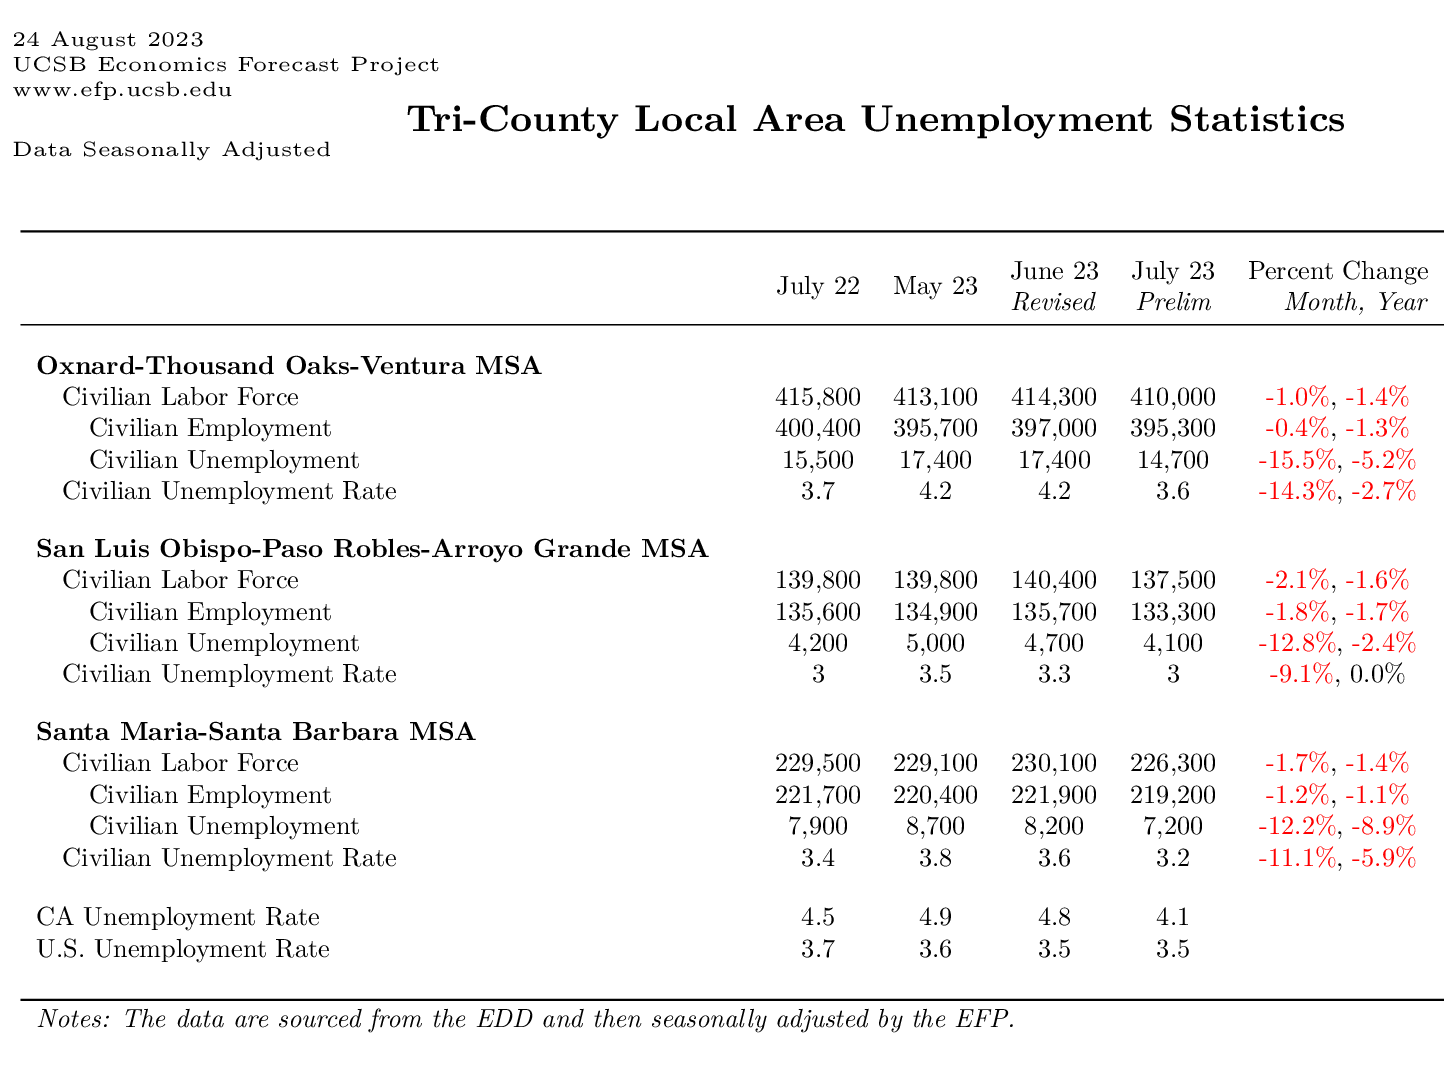 24 August 2023
UCSB Economics Forecast Project
www.efp.ucsb.edu
Tri-County Local Area Unemployment Statistics
Data Seasonally Adjusted
July 22 May 23 June 23 July 23 Percent Change
Revised Prelim Month, Year
Oxnard-Thousand Oaks-Ventura MSA
Civilian Labor Force 415,800 413,100 414,300 410,000 -1.0%, -1.4%
Civilian Employment 400,400 395,700 397,000 395,300 -0.4%, -1.3%
Civilian Unemployment 15,500 17,400 17,400 14,700 -15.5%, -5.2%
Civilian Unemployment Rate 3.7 4.2 4.2 3.6 -14.3%, -2.7%
San Luis Obispo-Paso Robles-Arroyo Grande MSA
Civilian Labor Force 139,800 139,800 140,400 137,500 -2.1%, -1.6%
Civilian Employment 135,600 134,900 135,700 133,300 -1.8%, -1.7%
Civilian Unemployment 4,200 5,000 4,700 4,100 -12.8%, -2.4%
Civilian Unemployment Rate 3 3.5 3.3 3 -9.1%, 0.0%
Santa Maria-Santa Barbara MSA
Civilian Labor Force 229,500 229,100 230,100 226,300 -1.7%, -1.4%
Civilian Employment 221,700 220,400 221,900 219,200 -1.2%, -1.1%
Civilian Unemployment 7,900 8,700 8,200 7,200 -12.2%, -8.9%
Civilian Unemployment Rate 3.4 3.8 3.6 3.2 -11.1%, -5.9%
CA Unemployment Rate 4.5 4.9 4.8 4.1
U.S. Unemployment Rate 3.7 3.6 3.5 3.5
Notes: The data are sourced from the EDD and then seasonally adjusted by the EFP.